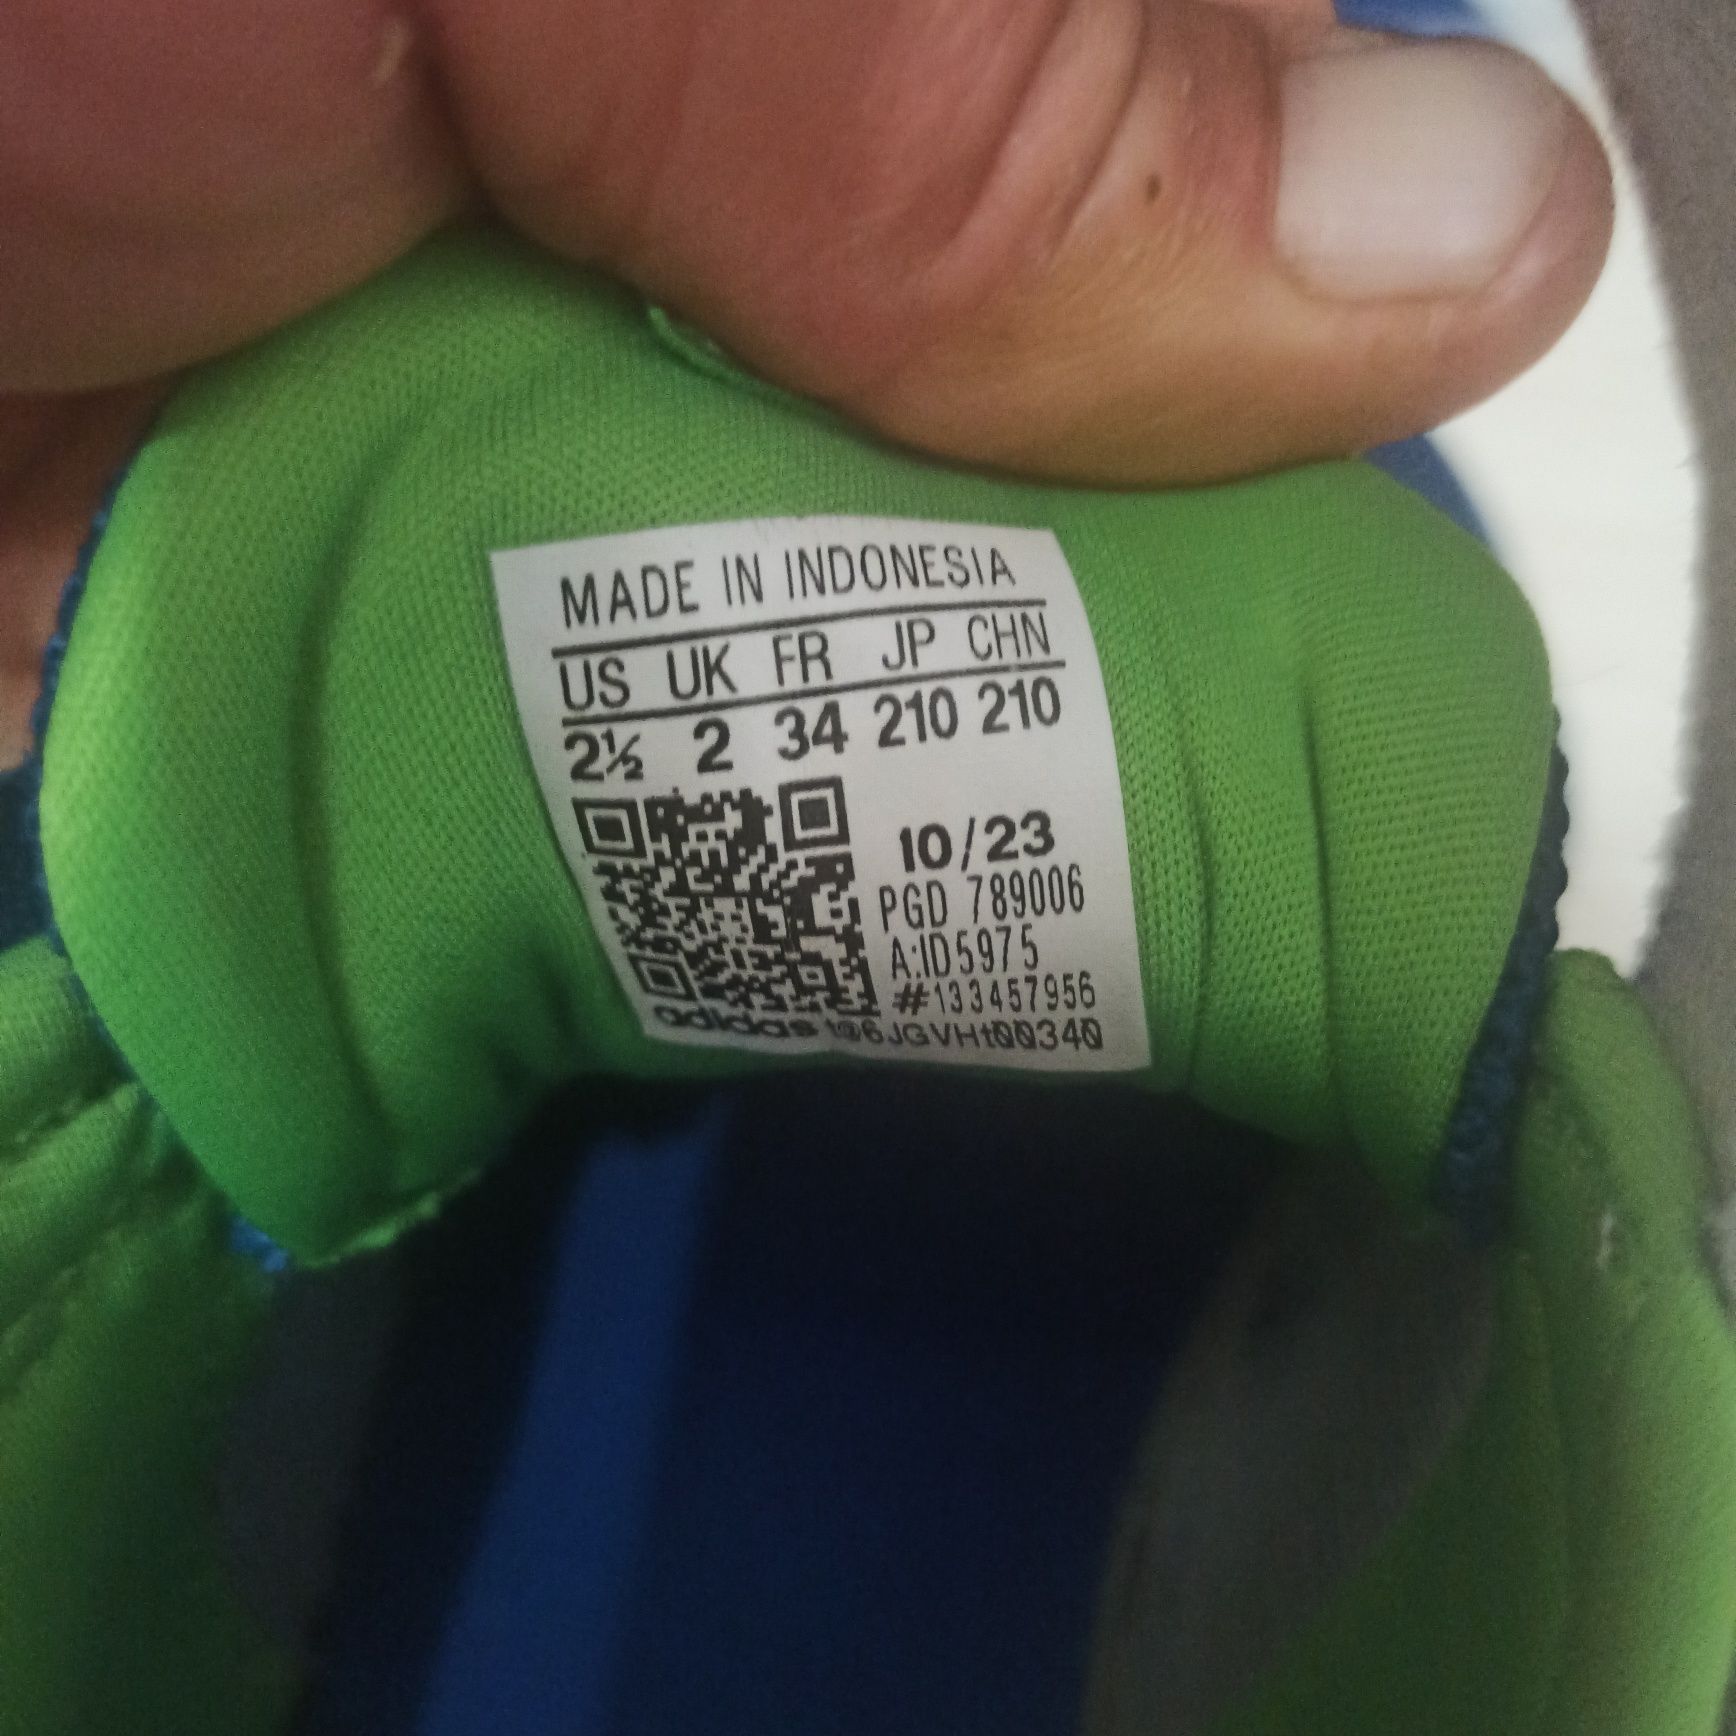 MADE IN INDONESIA
US UK FR JP CHN
2½ 2 34 210 210
10/23
PGD 789006
A:ID5975
#133457956
adidas t@6JGVHt00340